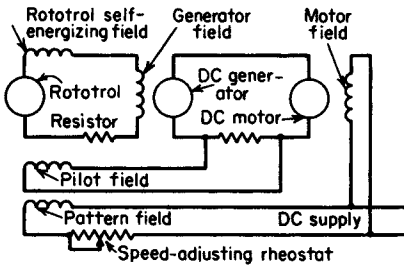 Rototrol self-
energizing field
Generator
field
Motor
field
Rototrol
Resistor
DC gener-
ator
DC motor
Pilot field
Pattern field
DC supply
Speed-adjusting rheostat